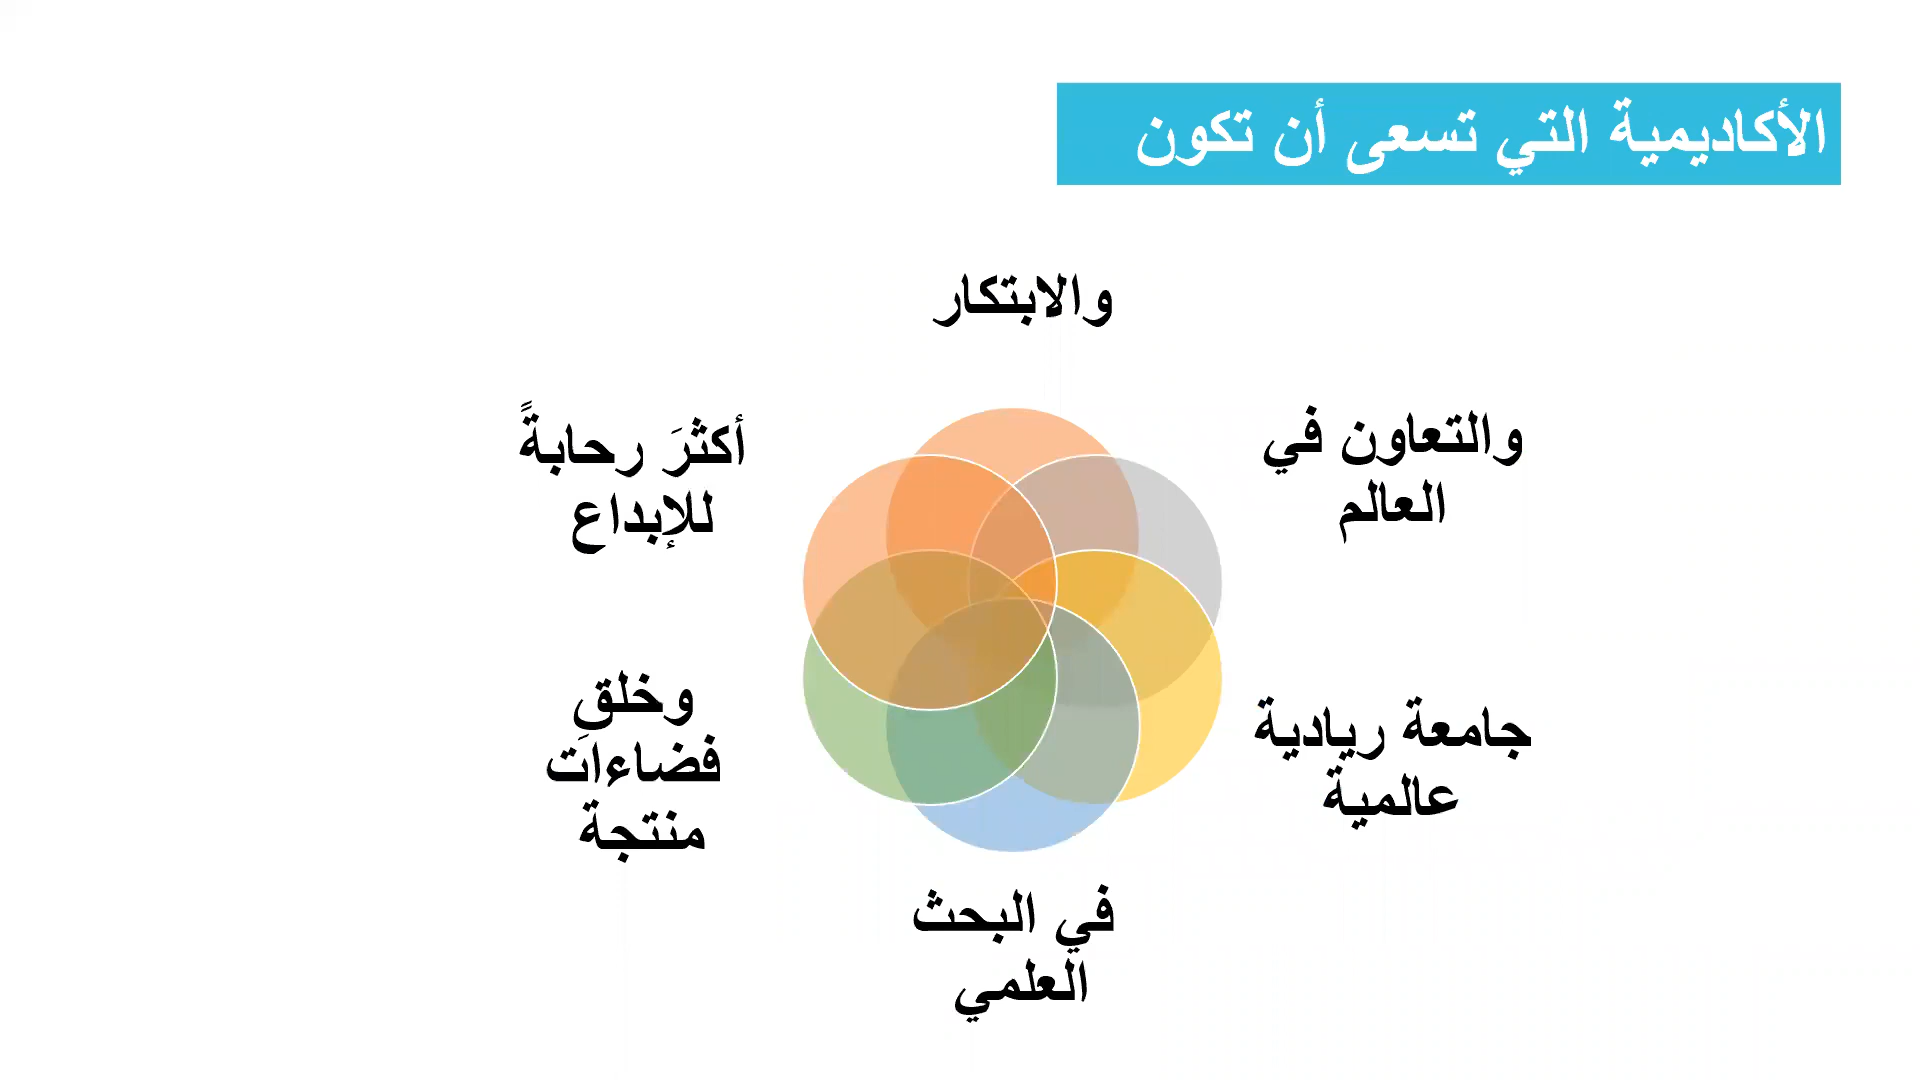 الأكاديمية التي تسعى أن تكون
والابتكار
والتعاون في
العالم
جامعة ريادية
عالمية
في البحث
العلمي
وخلقِ
فضاءات
منتجة
أكثرَ رحابةً
للإبداع